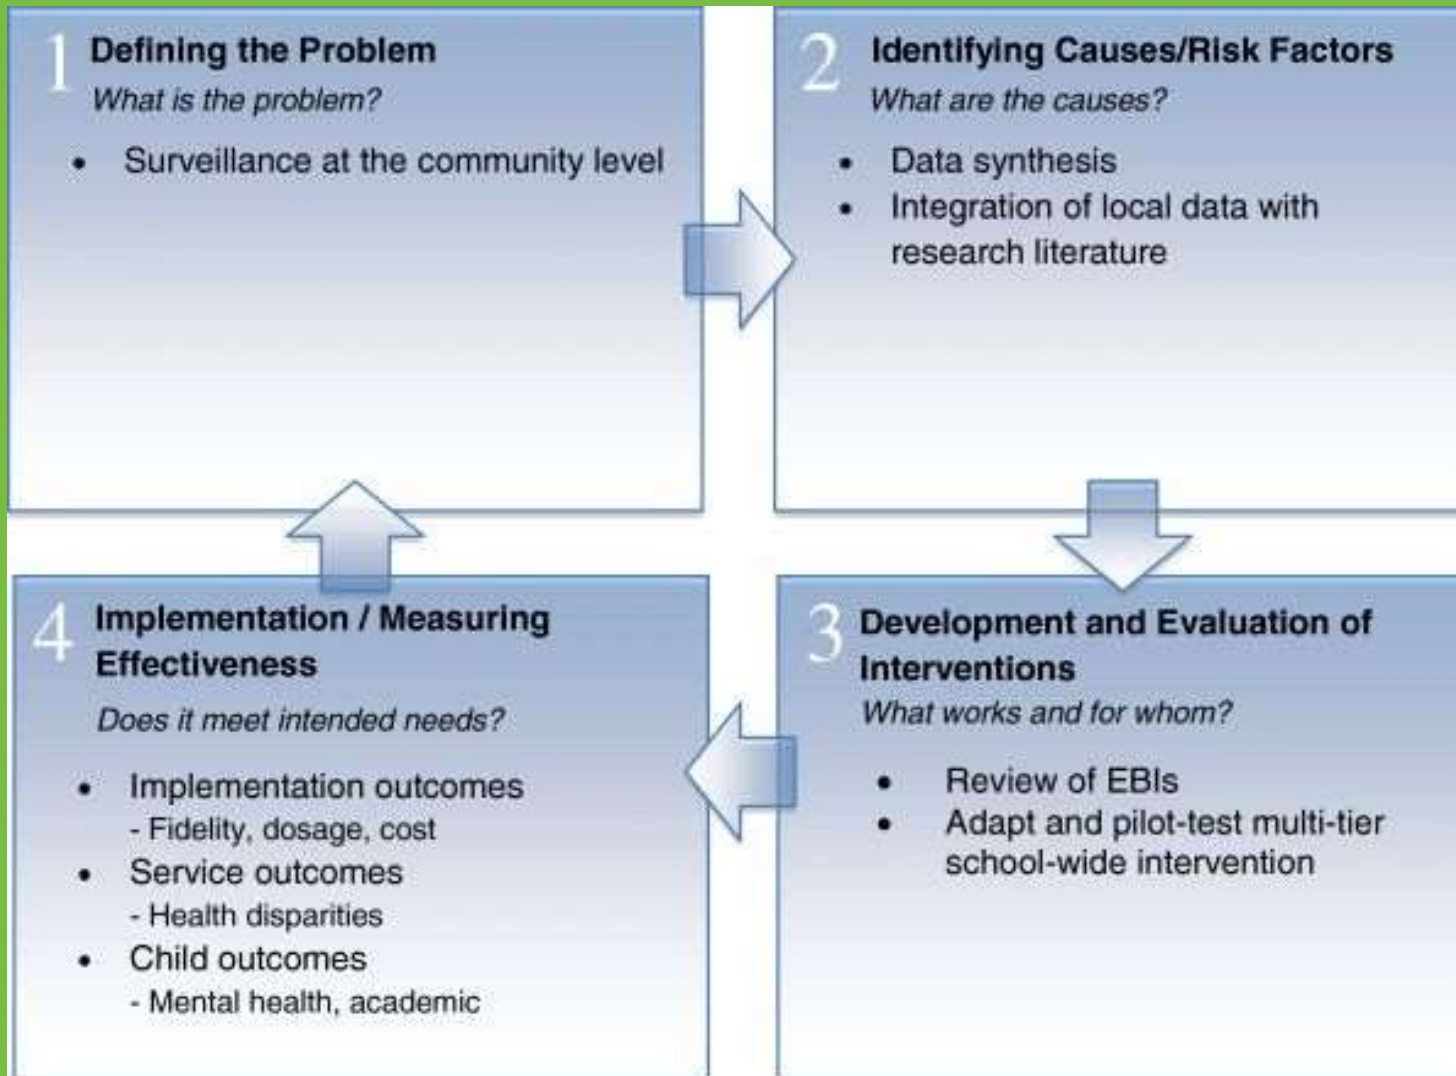 1 Defining the Problem
What is the problem?
• Surveillance at the community level
2 Identifying Causes/Risk Factors
What are the causes?
• Data synthesis
• Integration of local data with
research literature
3 Development and Evaluation of
Interventions
What works and for whom?
• Review of EBIs
• Adapt and pilot-test multi-tier
school-wide intervention
4 Implementation / Measuring
Effectiveness
Does it meet intended needs?
• Implementation outcomes
- Fidelity, dosage, cost
• Service outcomes
- Health disparities
• Child outcomes
- Mental health, academic